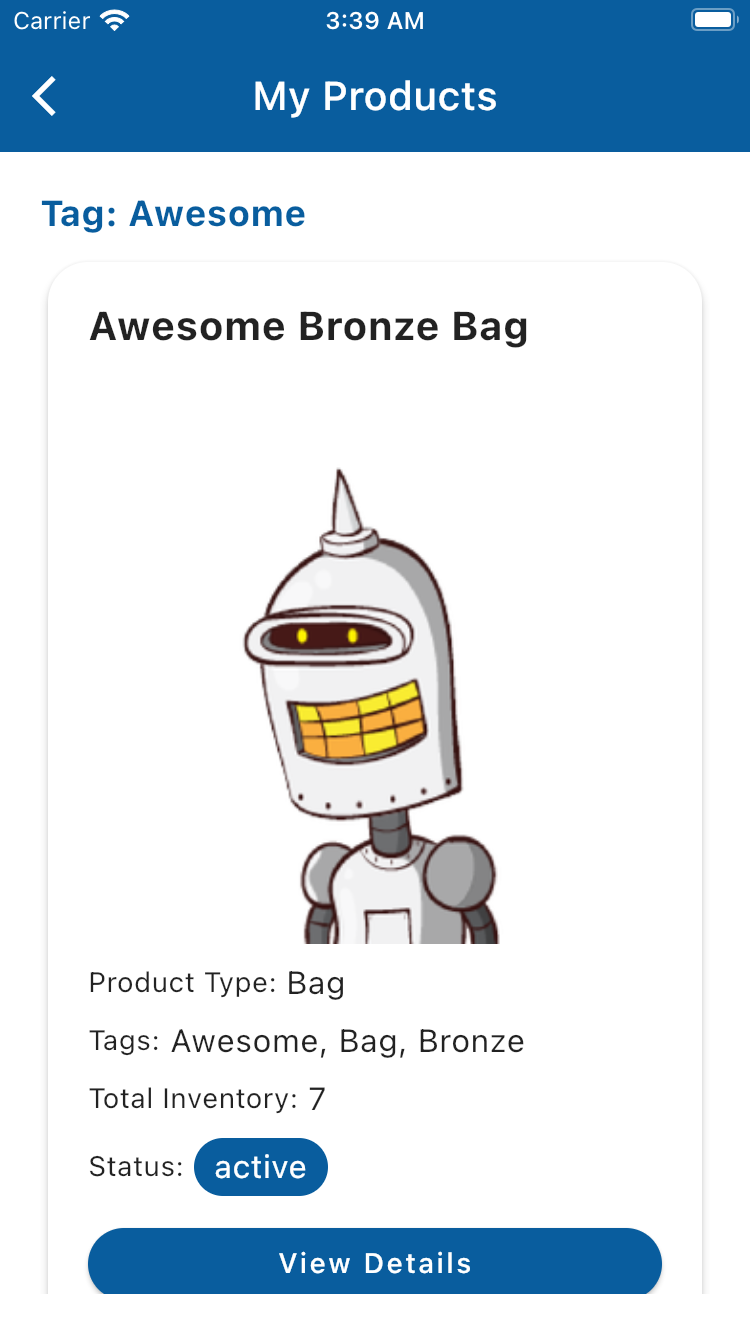 Carrier 3:39 AM
My Products
Tag: Awesome
Awesome Bronze Bag
Product Type: Bag
Tags: Awesome, Bag, Bronze
Total Inventory: 7
Status: active
View Details